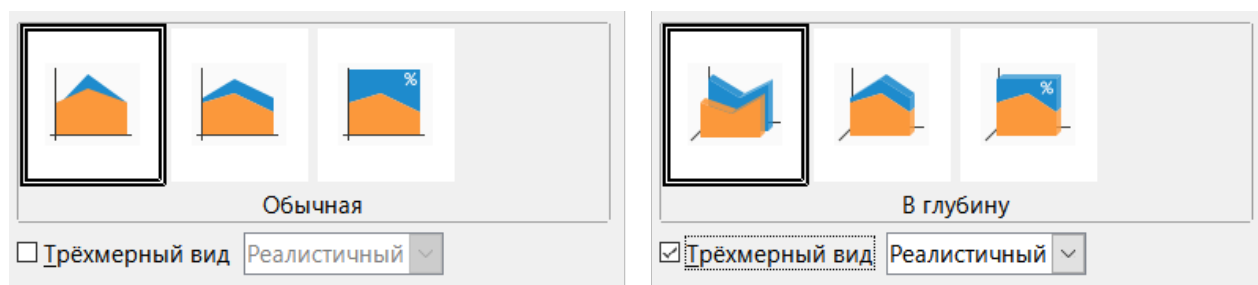 %
Обычная
Трёхмерный вид Реалистичный
%
В глубину
Трёхмерный вид Реалистичный